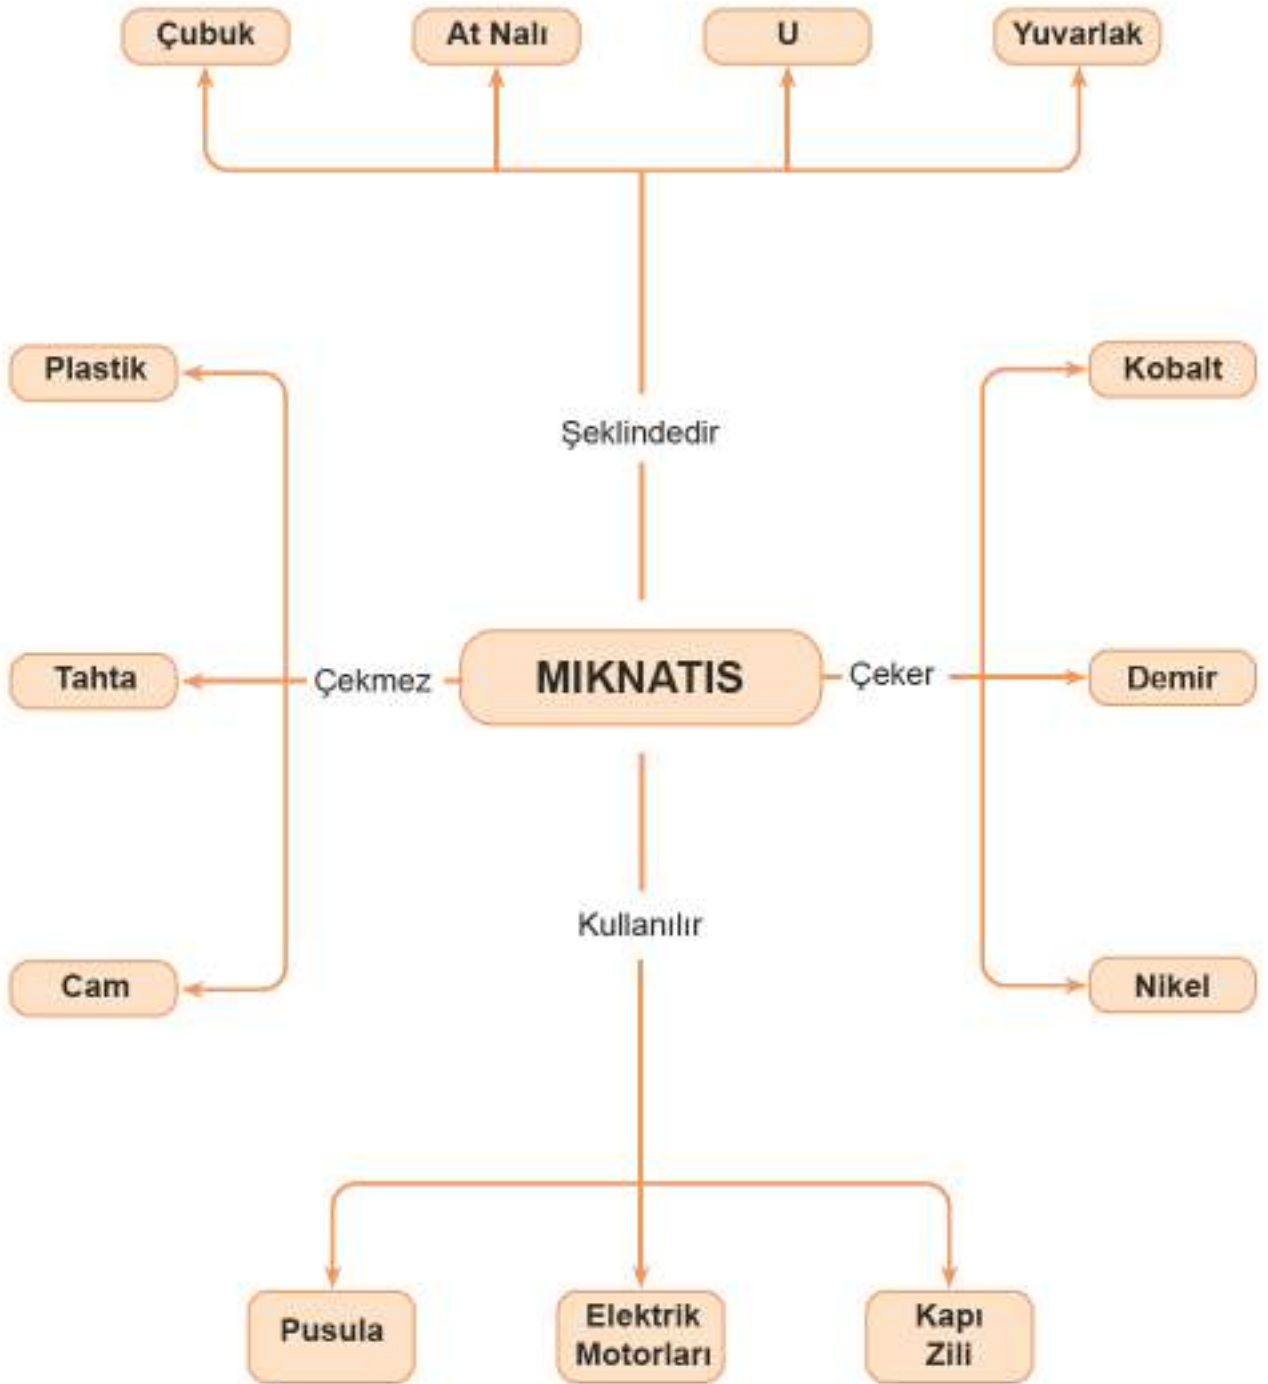 Çubuk
At Nalı
U
Yuvarlak
Plastik
Kobalt
Şeklindedir
Tahta
Çekmez
MIKNATIS
Çeker
Demir
Kullanılır
Cam
Nikel
Pusula
Elektrik
Motorları
Kapı
Zili